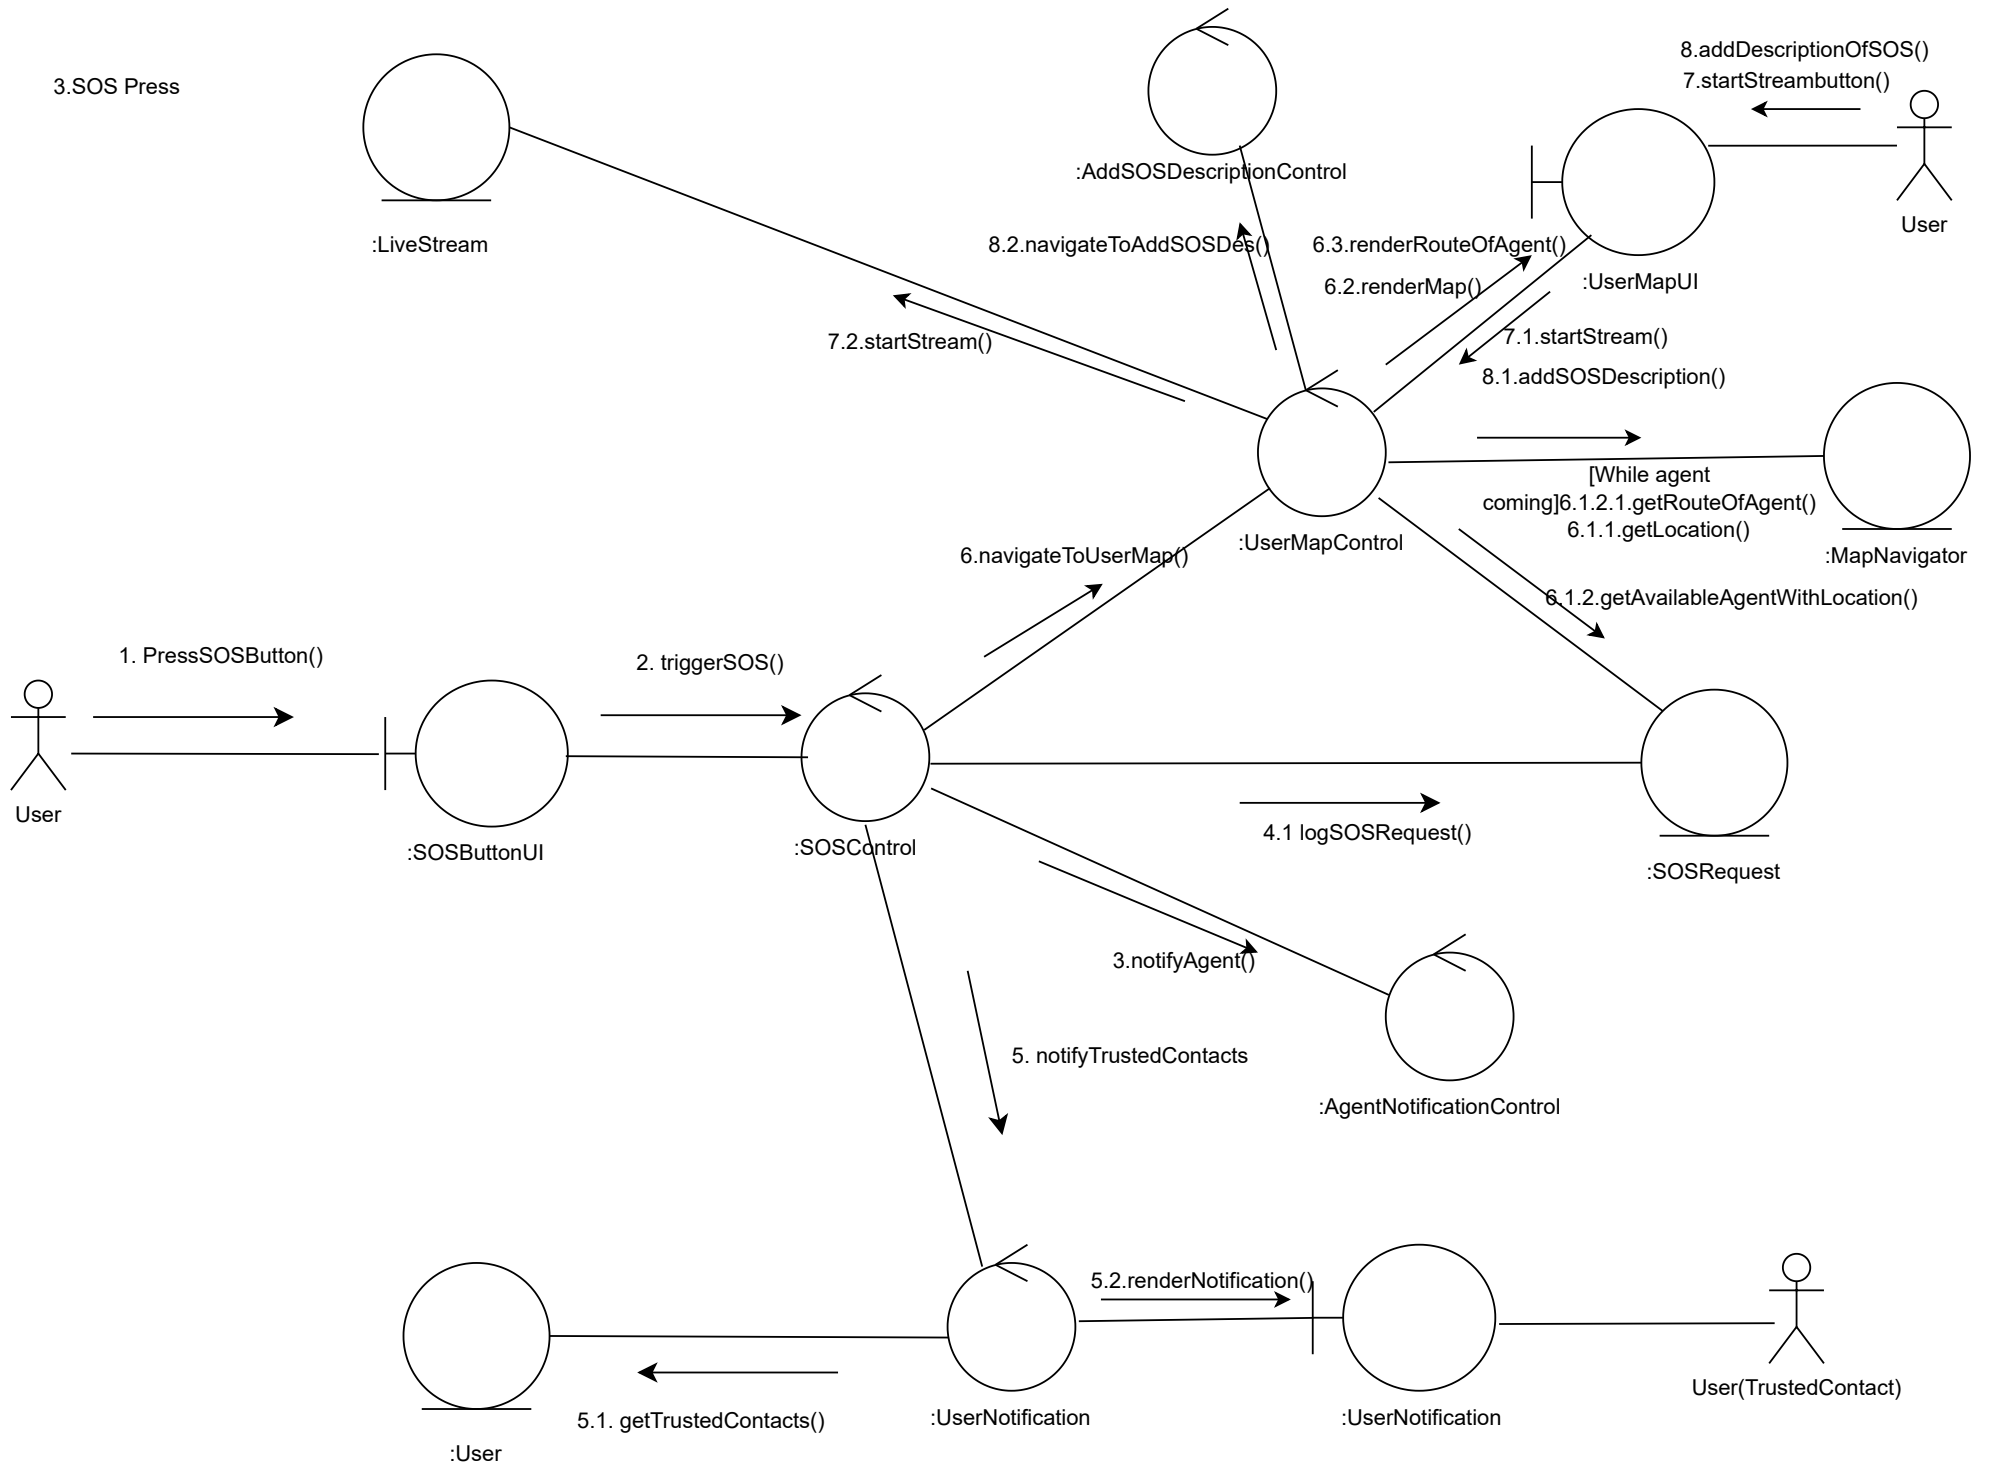 8.addDescriptionOfSOS()
3.SOS Press
7.startStreambutton()
:AddSOSDescriptionControl
User
:LiveStream
8.2.navigateToAddSOSDes()
6.3.renderRouteOfAgent()
:UserMapUI
6.2.renderMap()
7.2.startStream()
7.1.startStream()
8.1.addSOSDescription()
[While agent
coming]6.1.2.1.getRouteOfAgent()
6.1.1.getLocation()
:UserMapControl
6.navigateToUserMap()
:MapNavigator
6.1.2.getAvailableAgentWithLocation()
1. PressSOSButton()
2. triggerSOS()
User
:SOSButtonUI
:SOSControl
4.1 logSOSRequest()
:SOSRequest
3.notifyAgent()
5. notifyTrustedContacts
:AgentNotificationControl
5.2.renderNotification()
User(TrustedContact)
5.1. getTrustedContacts()
:UserNotification
:UserNotification
:User